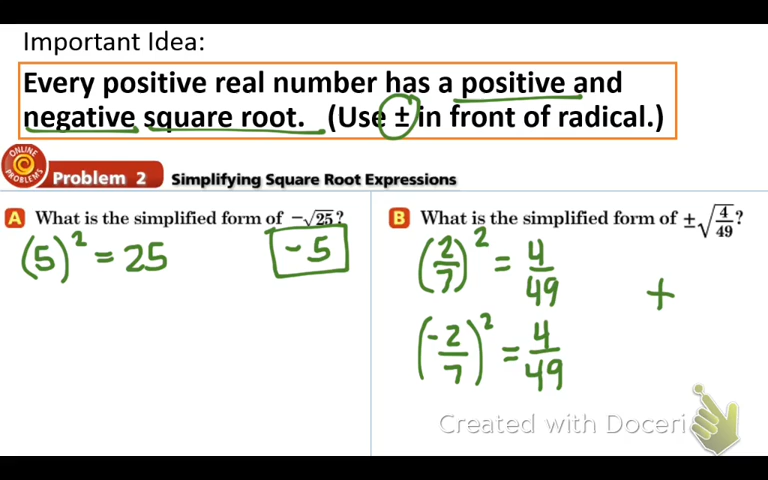 Important Idea:
Every positive real number has a positive and
negative square root. (Use ± in front of radical.)
ONLINE
PROBLEMS
Problem 2 Simplifying Square Root Expressions
A What is the simplified form of −√25?
(5)² = 25
-5
B What is the simplified form of ±√(4/49)?
(2/7)² = 4/49
+
(-2/7)² = 4/49
Created with Doceri